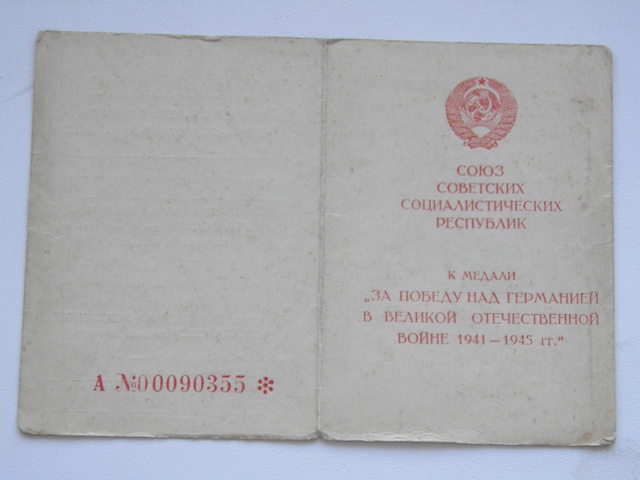 А №00090355 *
СОЮЗ
СОВЕТСКИХ
СОЦИАЛИСТИЧЕСКИХ
РЕСПУБЛИК
К МЕДАЛИ
„ЗА ПОБЕДУ НАД ГЕРМАНИЕЙ
В ВЕЛИКОЙ ОТЕЧЕСТВЕННОЙ
ВОЙНЕ 1941—1945 гг.“